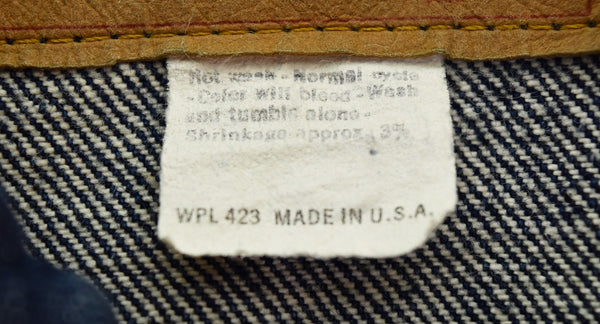 Hot wash - Normal cycle
- Color will bleed - Wash
and tumble alone -
Shrinkage approx. 3%
WPL 423 MADE IN U.S.A.